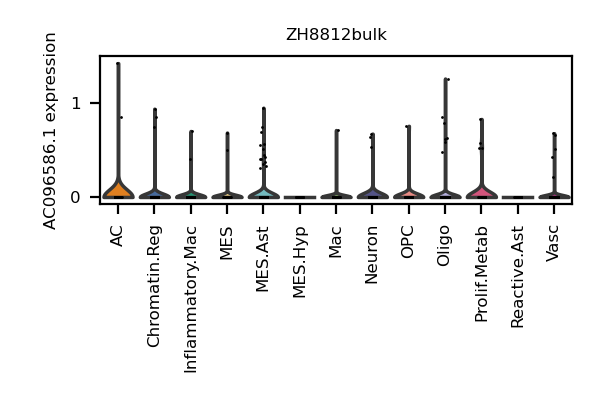 ZH8812bulk
AC096586.1 expression
1
0
AC
Chromatin.Reg
Inflammatory.Mac
MES
MES.Ast
MES.Hyp
Mac
Neuron
OPC
Oligo
Prolif.Metab
Reactive.Ast
Vasc